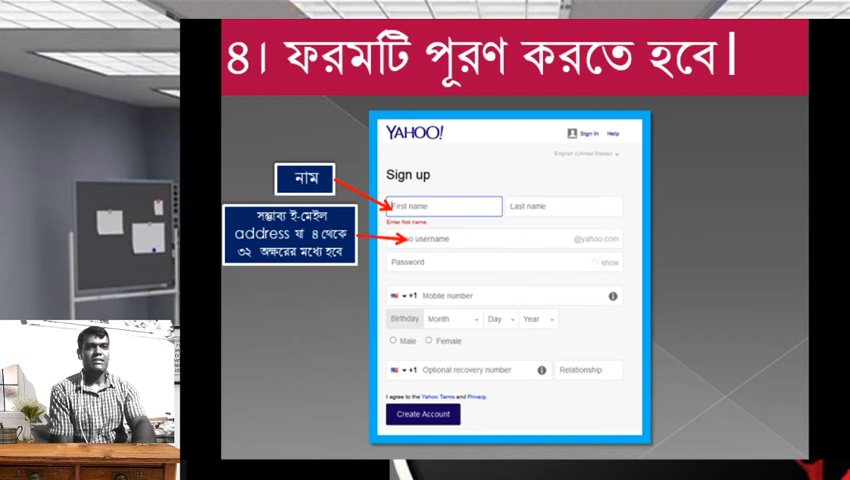 ৪। ফরমটি পূরণ করতে হবে।
YAHOO!
Sign In Help
English (United States)
Sign up
নাম
First name Last name
Enter first name.
সম্ভাব্য ই-মেইল
address যা ৪ থেকে
৩২ অক্ষরের মধ্যে হবে
username @yahoo.com
Password show
+1 Mobile number
Birthday Month Day Year
Male Female
+1 Optional recovery number Relationship
I agree to the Yahoo Terms and Privacy.
Create Account